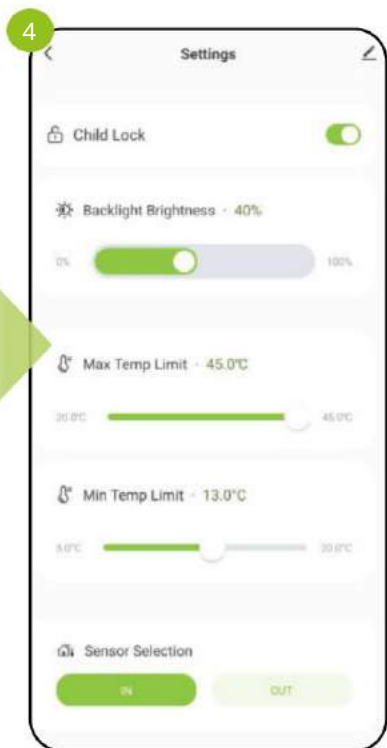 4
Settings
Child Lock
Backlight Brightness · 40%
0% 100%
Max Temp Limit · 45.0°C
20.0°C 45.0°C
Min Temp Limit · 13.0°C
5.0°C 20.0°C
Sensor Selection
IN OUT